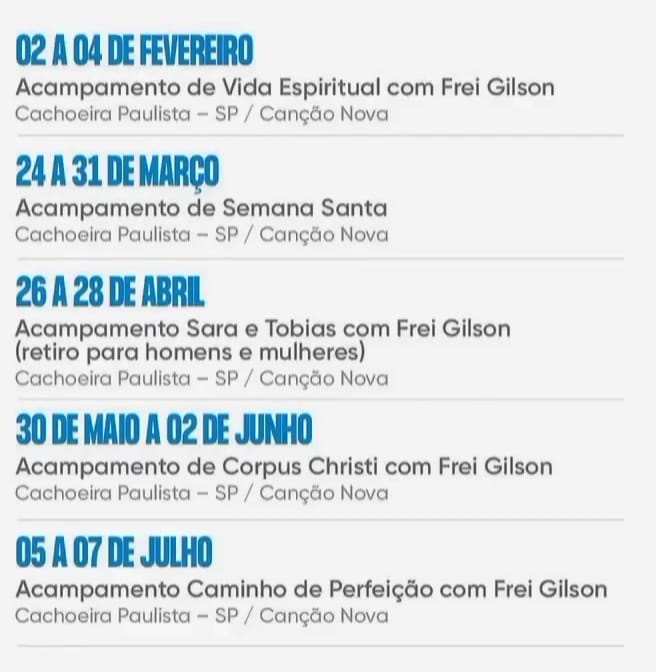 02 A 04 DE FEVEREIRO
Acampamento de Vida Espiritual com Frei Gilson
Cachoeira Paulista – SP / Canção Nova
24 A 31 DE MARÇO
Acampamento de Semana Santa
Cachoeira Paulista – SP / Canção Nova
26 A 28 DE ABRIL
Acampamento Sara e Tobias com Frei Gilson
(retiro para homens e mulheres)
Cachoeira Paulista – SP / Canção Nova
30 DE MAIO A 02 DE JUNHO
Acampamento de Corpus Christi com Frei Gilson
Cachoeira Paulista – SP / Canção Nova
05 A 07 DE JULHO
Acampamento Caminho de Perfeição com Frei Gilson
Cachoeira Paulista – SP / Canção Nova